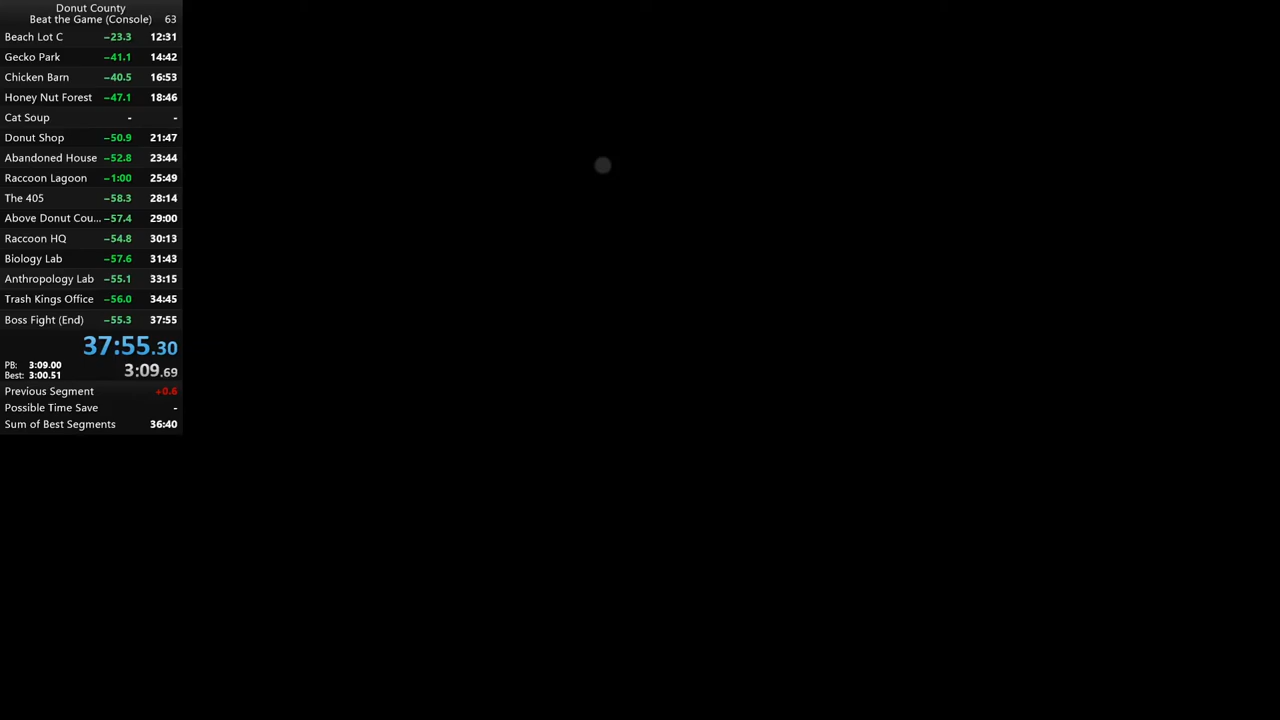 Donut County
Beat the Game (Console) 63
Beach Lot C −23.3 12:31
Gecko Park −41.1 14:42
Chicken Barn −40.5 16:53
Honey Nut Forest −47.1 18:46
Cat Soup - -
Donut Shop −50.9 21:47
Abandoned House −52.8 23:44
Raccoon Lagoon −1:00 25:49
The 405 −58.3 28:14
Above Donut Cou... −57.4 29:00
Raccoon HQ −54.8 30:13
Biology Lab −57.6 31:43
Anthropology Lab −55.1 33:15
Trash Kings Office −56.0 34:45
Boss Fight (End) −55.3 37:55
37:55.30
PB: 3:09.00
Best: 3:00.51
3:09.69
Previous Segment +0.6
Possible Time Save -
Sum of Best Segments 36:40